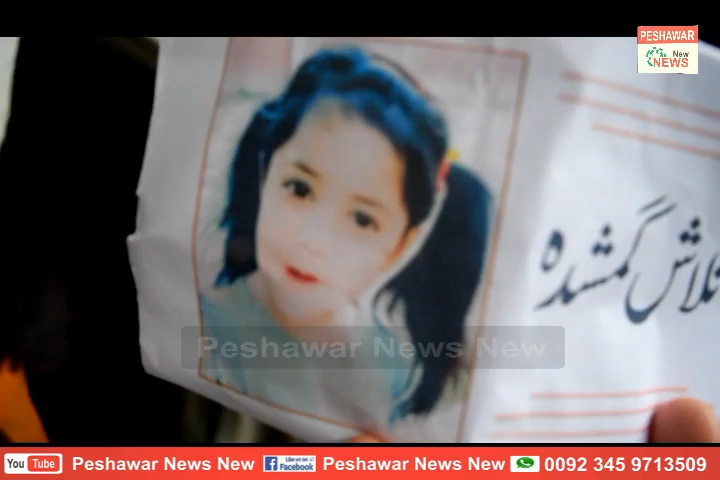 PESHAWAR
New
NEWS
تلاش گمشدہ
Peshawar News New
You Tube Peshawar News New Like us on Facebook Peshawar News New 0092 345 9713509